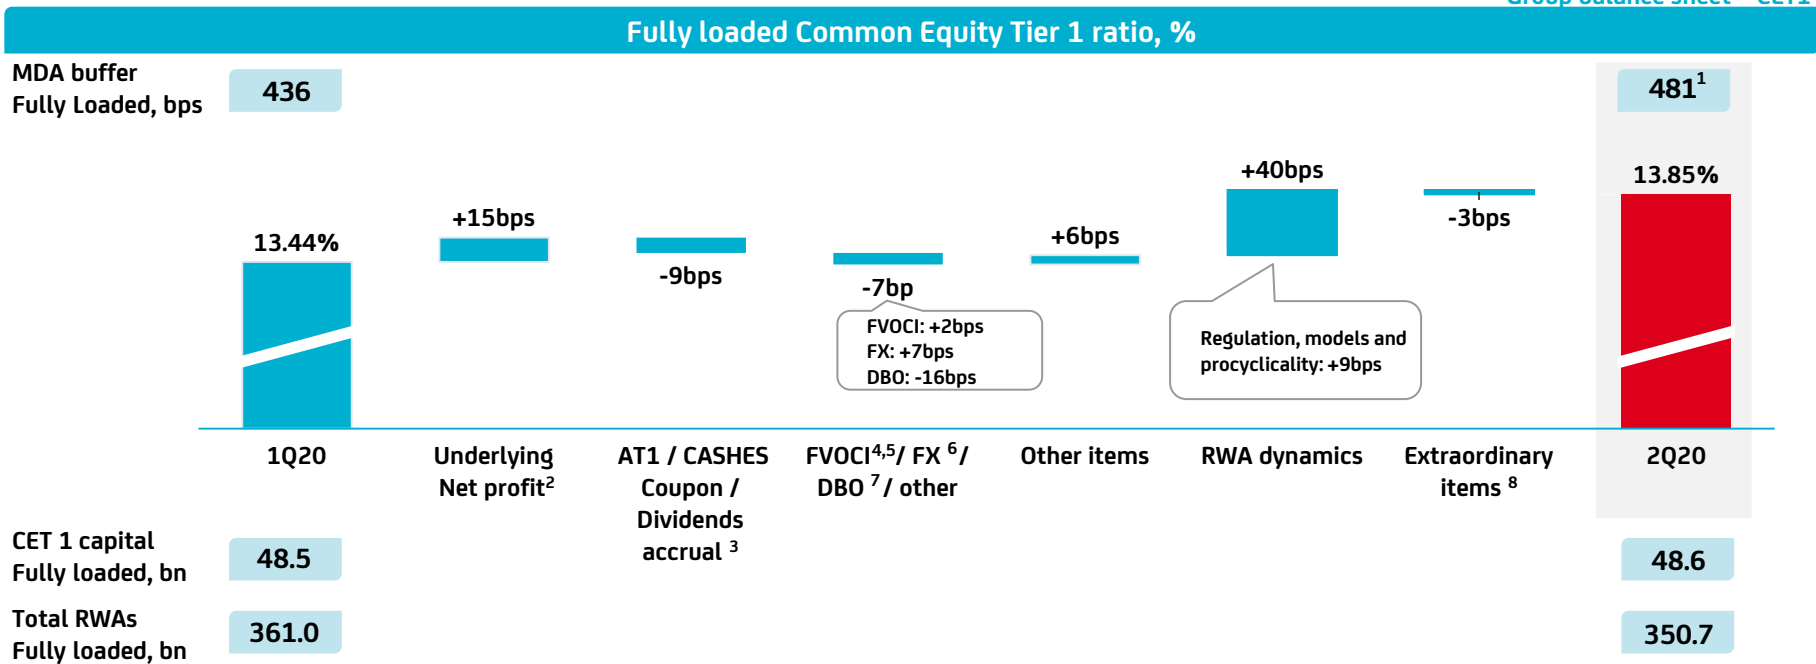 Group balance sheet – CET1
Fully loaded Common Equity Tier 1 ratio, %
MDA buffer
Fully Loaded, bps
436
481¹
13.44%
+15bps
-9bps
-7bp
FVOCI: +2bps
FX: +7bps
DBO: -16bps
+6bps
+40bps
Regulation, models and
procyclicality: +9bps
-3bps
13.85%
1Q20
Underlying
Net profit²
AT1 / CASHES
Coupon /
Dividends
accrual ³
FVOCI⁴,⁵/ FX ⁶/
DBO ⁷ / other
Other items
RWA dynamics
Extraordinary
items ⁸
2Q20
CET 1 capital
Fully loaded, bn
48.5
48.6
Total RWAs
Fully loaded, bn
361.0
350.7